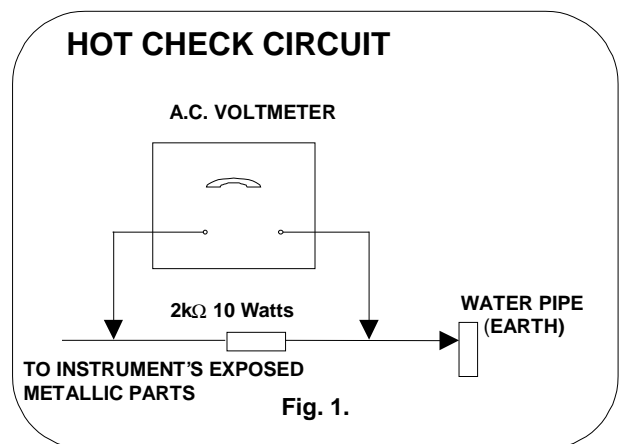 HOT CHECK CIRCUIT
A.C. VOLTMETER
2kΩ 10 Watts
WATER PIPE
(EARTH)
TO INSTRUMENT'S EXPOSED
METALLIC PARTS
Fig. 1.